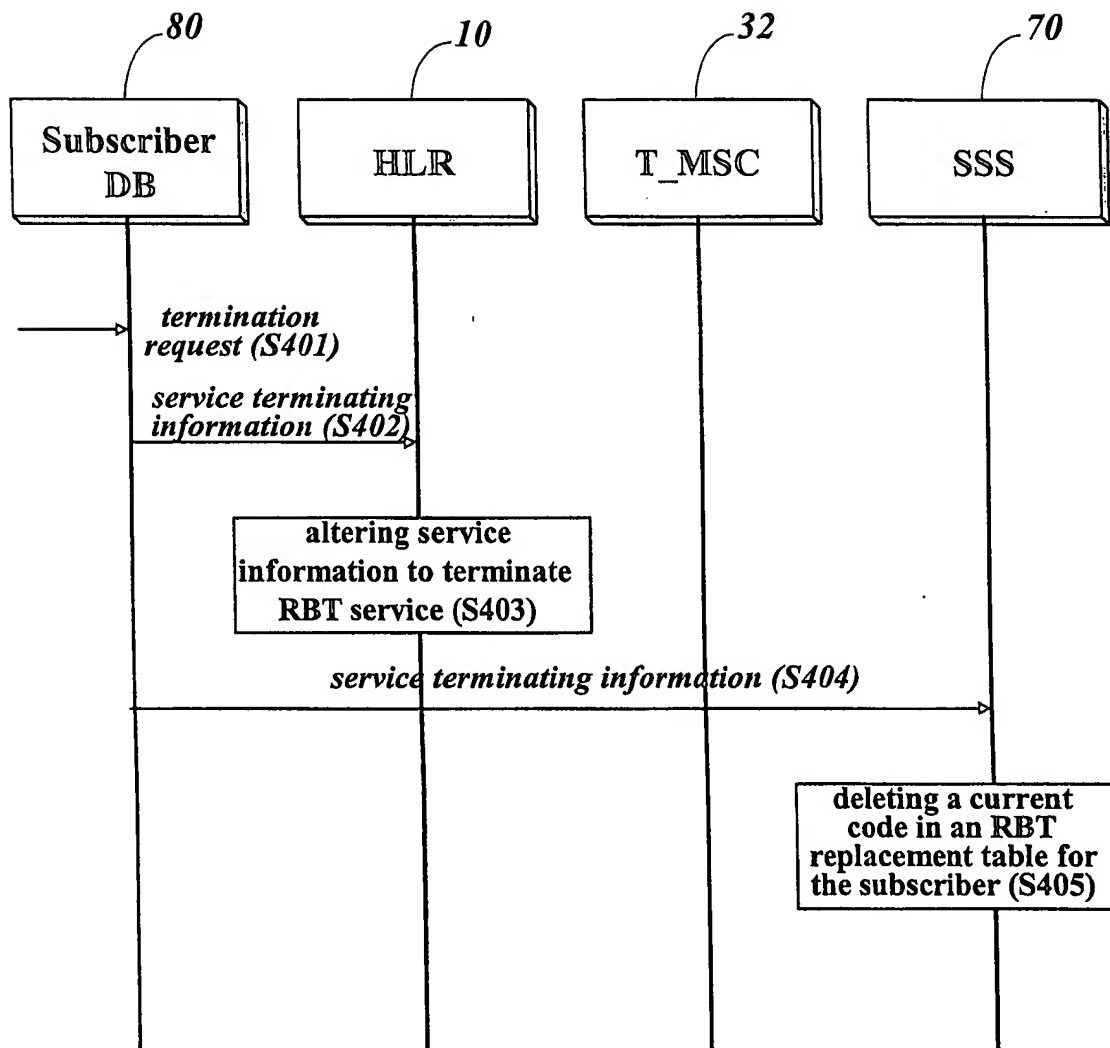 80
10
32
70
Subscriber
DB
HLR
T_MSC
SSS
termination
request (S401)
service terminating
information (S402)
altering service
information to terminate
RBT service (S403)
service terminating information (S404)
deleting a current
code in an RBT
replacement table for
the subscriber (S405)